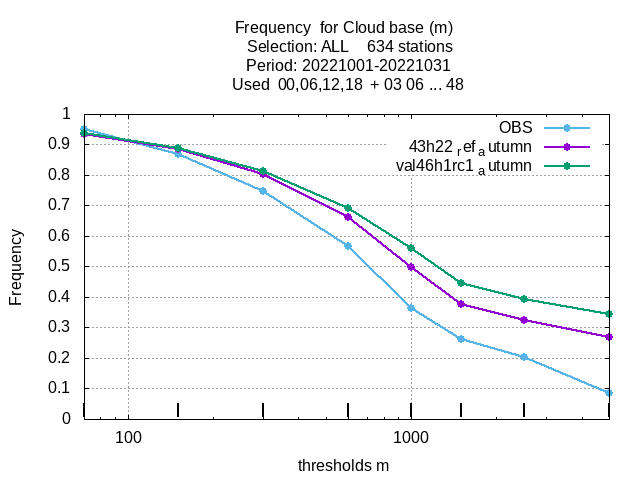 Frequency for Cloud base (m)
Selection: ALL 634 stations
Period: 20221001-20221031
Used 00,06,12,18 + 03 06 ... 48
OBS
43h22 ref autumn
val46h1rc1 autumn
1
0.9
0.8
0.7
0.6
0.5
0.4
0.3
0.2
0.1
0
Frequency
100 1000
thresholds m